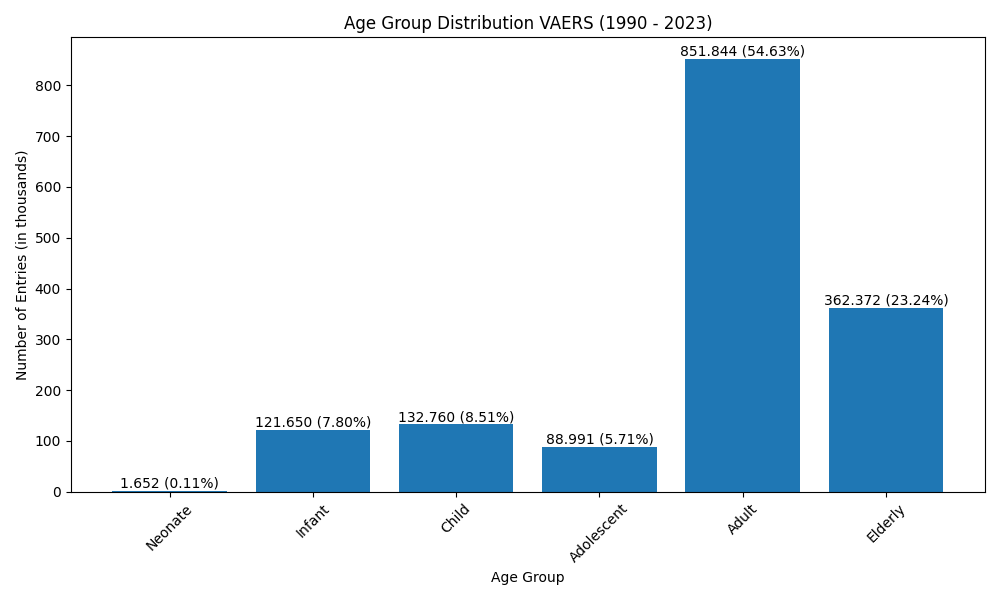 Age Group Distribution VAERS (1990 - 2023)
Number of Entries (in thousands)
800
700
600
500
400
300
200
100
0
1.652 (0.11%)
121.650 (7.80%)
132.760 (8.51%)
88.991 (5.71%)
851.844 (54.63%)
362.372 (23.24%)
Neonate
Infant
Child
Adolescent
Adult
Elderly
Age Group